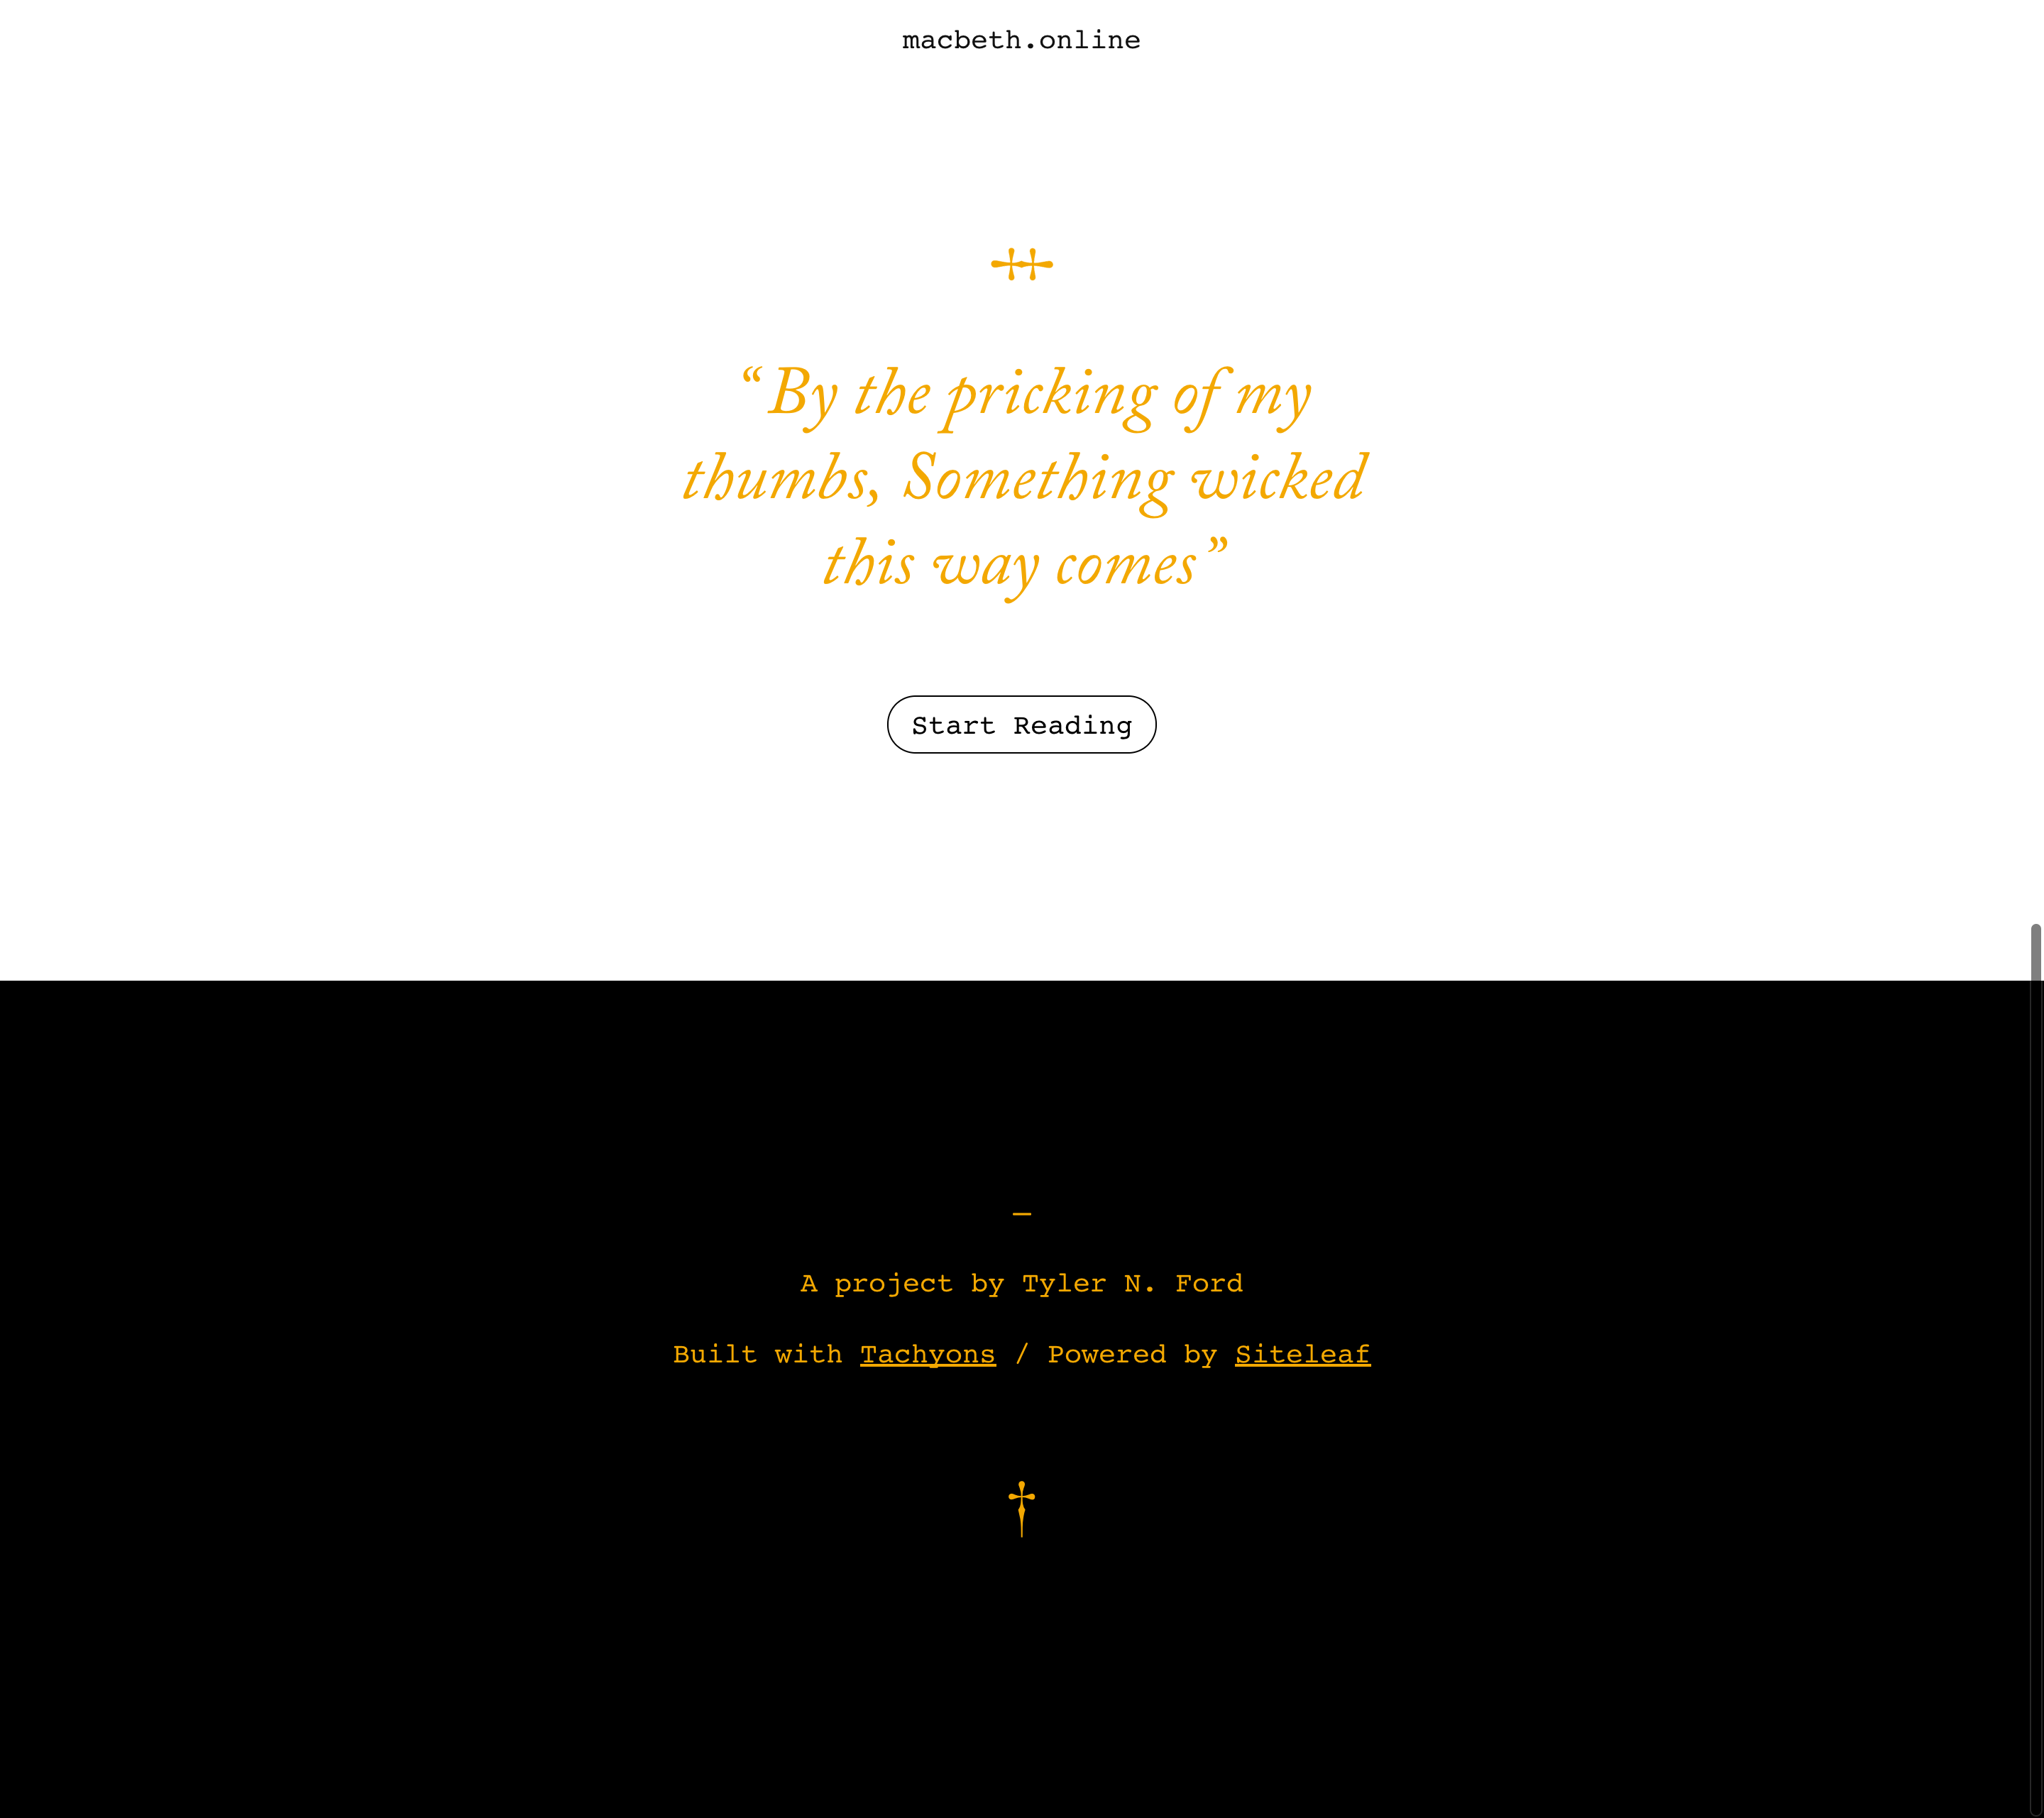 macbeth.online
“By the pricking of my
thumbs, Something wicked
this way comes”
Start Reading
—
A project by Tyler N. Ford
Built with Tachyons / Powered by Siteleaf
†